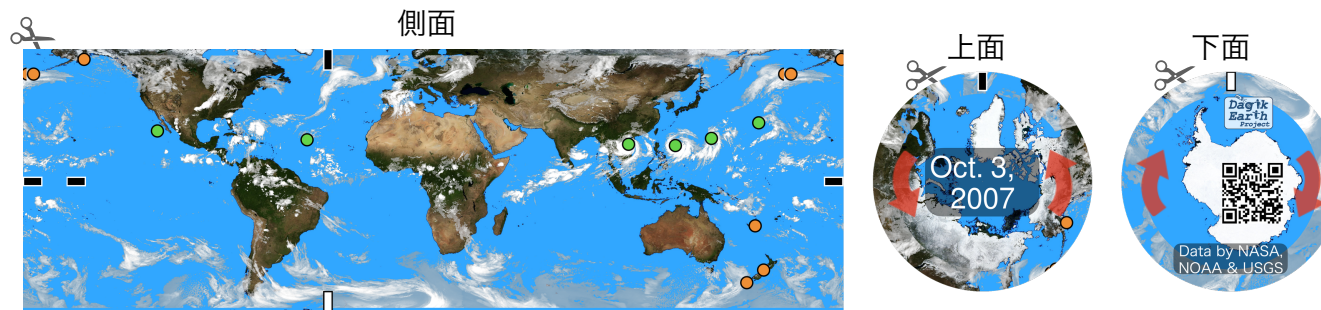 側面
上面
Oct. 3,
2007
下面
Dagik
Earth
Project
Data by NASA,
NOAA & USGS